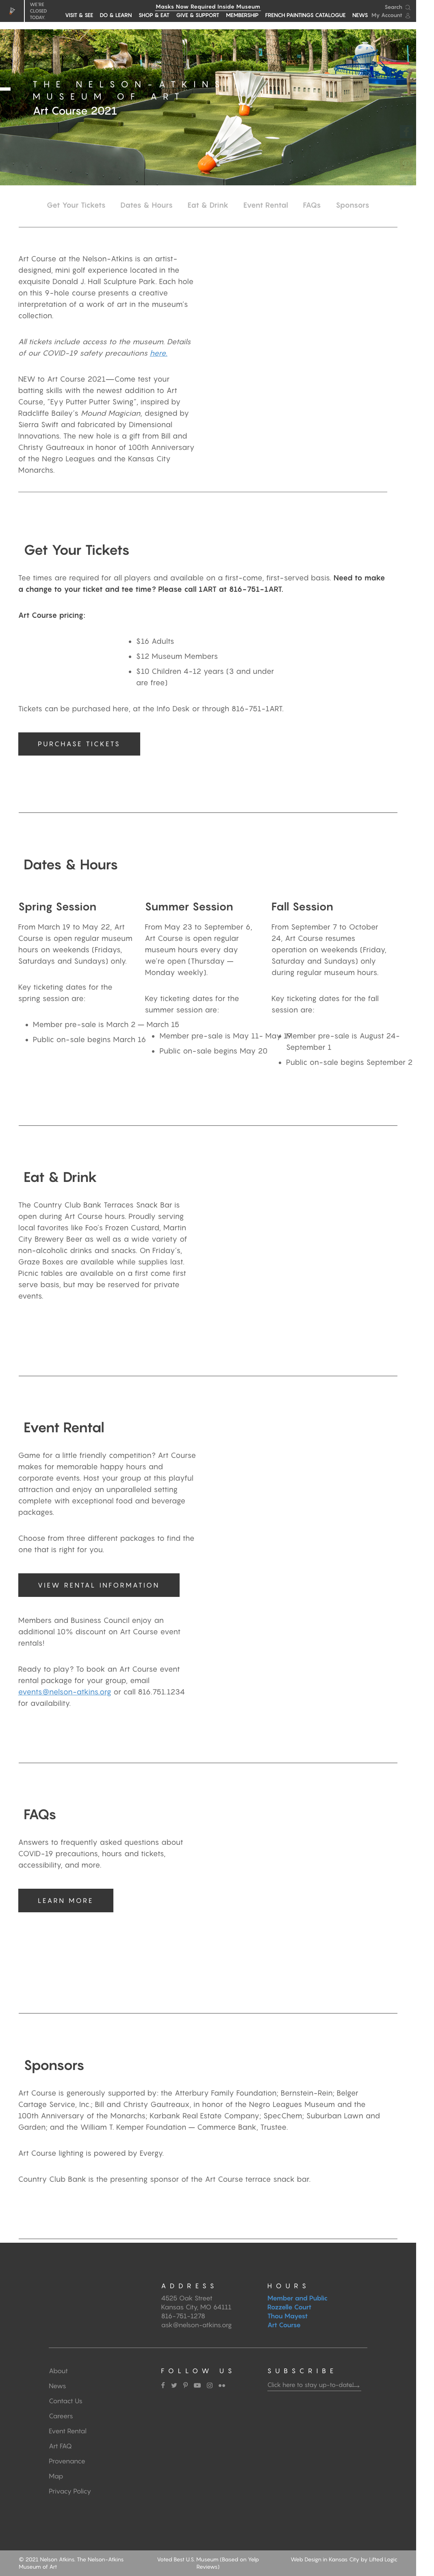 WE'RE
CLOSED
TODAY
Masks Now Required Inside Museum
VISIT & SEE DO & LEARN SHOP & EAT GIVE & SUPPORT MEMBERSHIP FRENCH PAINTINGS CATALOGUE NEWS
Search
My Account
THE NELSON-ATKIN
MUSEUM OF ART
Art Course 2021
Get Your Tickets Dates & Hours Eat & Drink Event Rental FAQs Sponsors
Art Course at the Nelson-Atkins is an artist-
designed, mini golf experience located in the
exquisite Donald J. Hall Sculpture Park. Each hole
on this 9-hole course presents a creative
interpretation of a work of art in the museum's
collection.
All tickets include access to the museum. Details
of our COVID-19 safety precautions here.
NEW to Art Course 2021—Come test your
batting skills with the newest addition to Art
Course, "Eyy Putter Putter Swing", inspired by
Radcliffe Bailey's Mound Magician, designed by
Sierra Swift and fabricated by Dimensional
Innovations. The new hole is a gift from Bill and
Christy Gautreaux in honor of 100th Anniversary
of the Negro Leagues and the Kansas City
Monarchs.
Get Your Tickets
Tee times are required for all players and available on a first-come, first-served basis. Need to make
a change to your ticket and tee time? Please call 1ART at 816-751-1ART.
Art Course pricing:
• $16 Adults
• $12 Museum Members
• $10 Children 4-12 years (3 and under
are free)
Tickets can be purchased here, at the Info Desk or through 816-751-1ART.
PURCHASE TICKETS
Dates & Hours
Spring Session
From March 19 to May 22, Art
Course is open regular museum
hours on weekends (Fridays,
Saturdays and Sundays) only.
Key ticketing dates for the
spring session are:
• Member pre-sale is March 2 – March 15
• Public on-sale begins March 16
Summer Session
From May 23 to September 6,
Art Course is open regular
museum hours every day
we're open (Thursday –
Monday weekly).
Key ticketing dates for the
summer session are:
• Member pre-sale is May 11- May 19
• Public on-sale begins May 20
Fall Session
From September 7 to October
24, Art Course resumes
operation on weekends (Friday,
Saturday and Sundays) only
during regular museum hours.
Key ticketing dates for the fall
session are:
• Member pre-sale is August 24-
September 1
• Public on-sale begins September 2
Eat & Drink
The Country Club Bank Terraces Snack Bar is
open during Art Course hours. Proudly serving
local favorites like Foo's Frozen Custard, Martin
City Brewery Beer as well as a wide variety of
non-alcoholic drinks and snacks. On Friday's,
Graze Boxes are available while supplies last.
Picnic tables are available on a first come first
serve basis, but may be reserved for private
events.
Event Rental
Game for a little friendly competition? Art Course
makes for memorable happy hours and
corporate events. Host your group at this playful
attraction and enjoy an unparalleled setting
complete with exceptional food and beverage
packages.
Choose from three different packages to find the
one that is right for you.
VIEW RENTAL INFORMATION
Members and Business Council enjoy an
additional 10% discount on Art Course event
rentals!
Ready to play? To book an Art Course event
rental package for your group, email
events@nelson-atkins.org or call 816.751.1234
for availability.
FAQs
Answers to frequently asked questions about
COVID-19 precautions, hours and tickets,
accessibility, and more.
LEARN MORE
Sponsors
Art Course is generously supported by: the Atterbury Family Foundation; Bernstein-Rein; Belger
Cartage Service, Inc.; Bill and Christy Gautreaux, in honor of the Negro Leagues Museum and the
100th Anniversary of the Monarchs; Karbank Real Estate Company; SpecChem; Suburban Lawn and
Garden; and the William T. Kemper Foundation – Commerce Bank, Trustee.
Art Course lighting is powered by Evergy.
Country Club Bank is the presenting sponsor of the Art Course terrace snack bar.
ADDRESS
4525 Oak Street
Kansas City, MO 64111
816-751-1278
ask@nelson-atkins.org
HOURS
Member and Public
Rozzelle Court
Thou Mayest
Art Course
About
News
Contact Us
Careers
Event Rental
Art FAQ
Provenance
Map
Privacy Policy
FOLLOW US
SUBSCRIBE
Click here to stay up-to-date
© 2021 Nelson Atkins. The Nelson-Atkins
Museum of Art
Voted Best U.S. Museum (Based on Yelp
Reviews)
Web Design in Kansas City by Lifted Logic